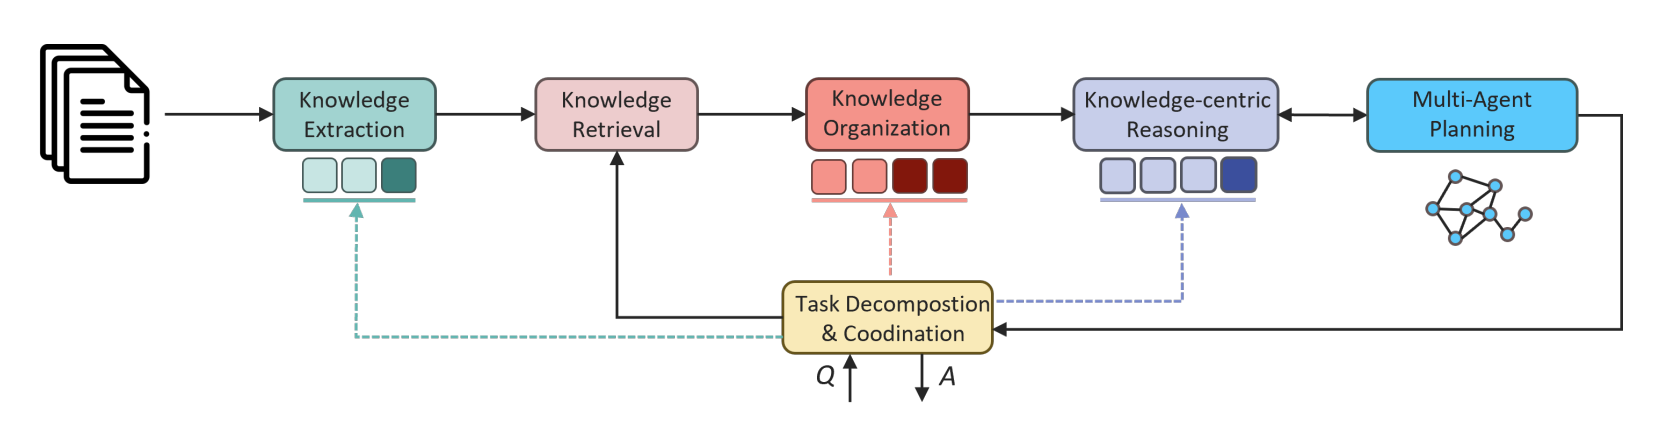 Knowledge
Extraction
Knowledge
Retrieval
Knowledge
Organization
Knowledge-centric
Reasoning
Multi-Agent
Planning
Task Decompostion
& Coodination
Q
A